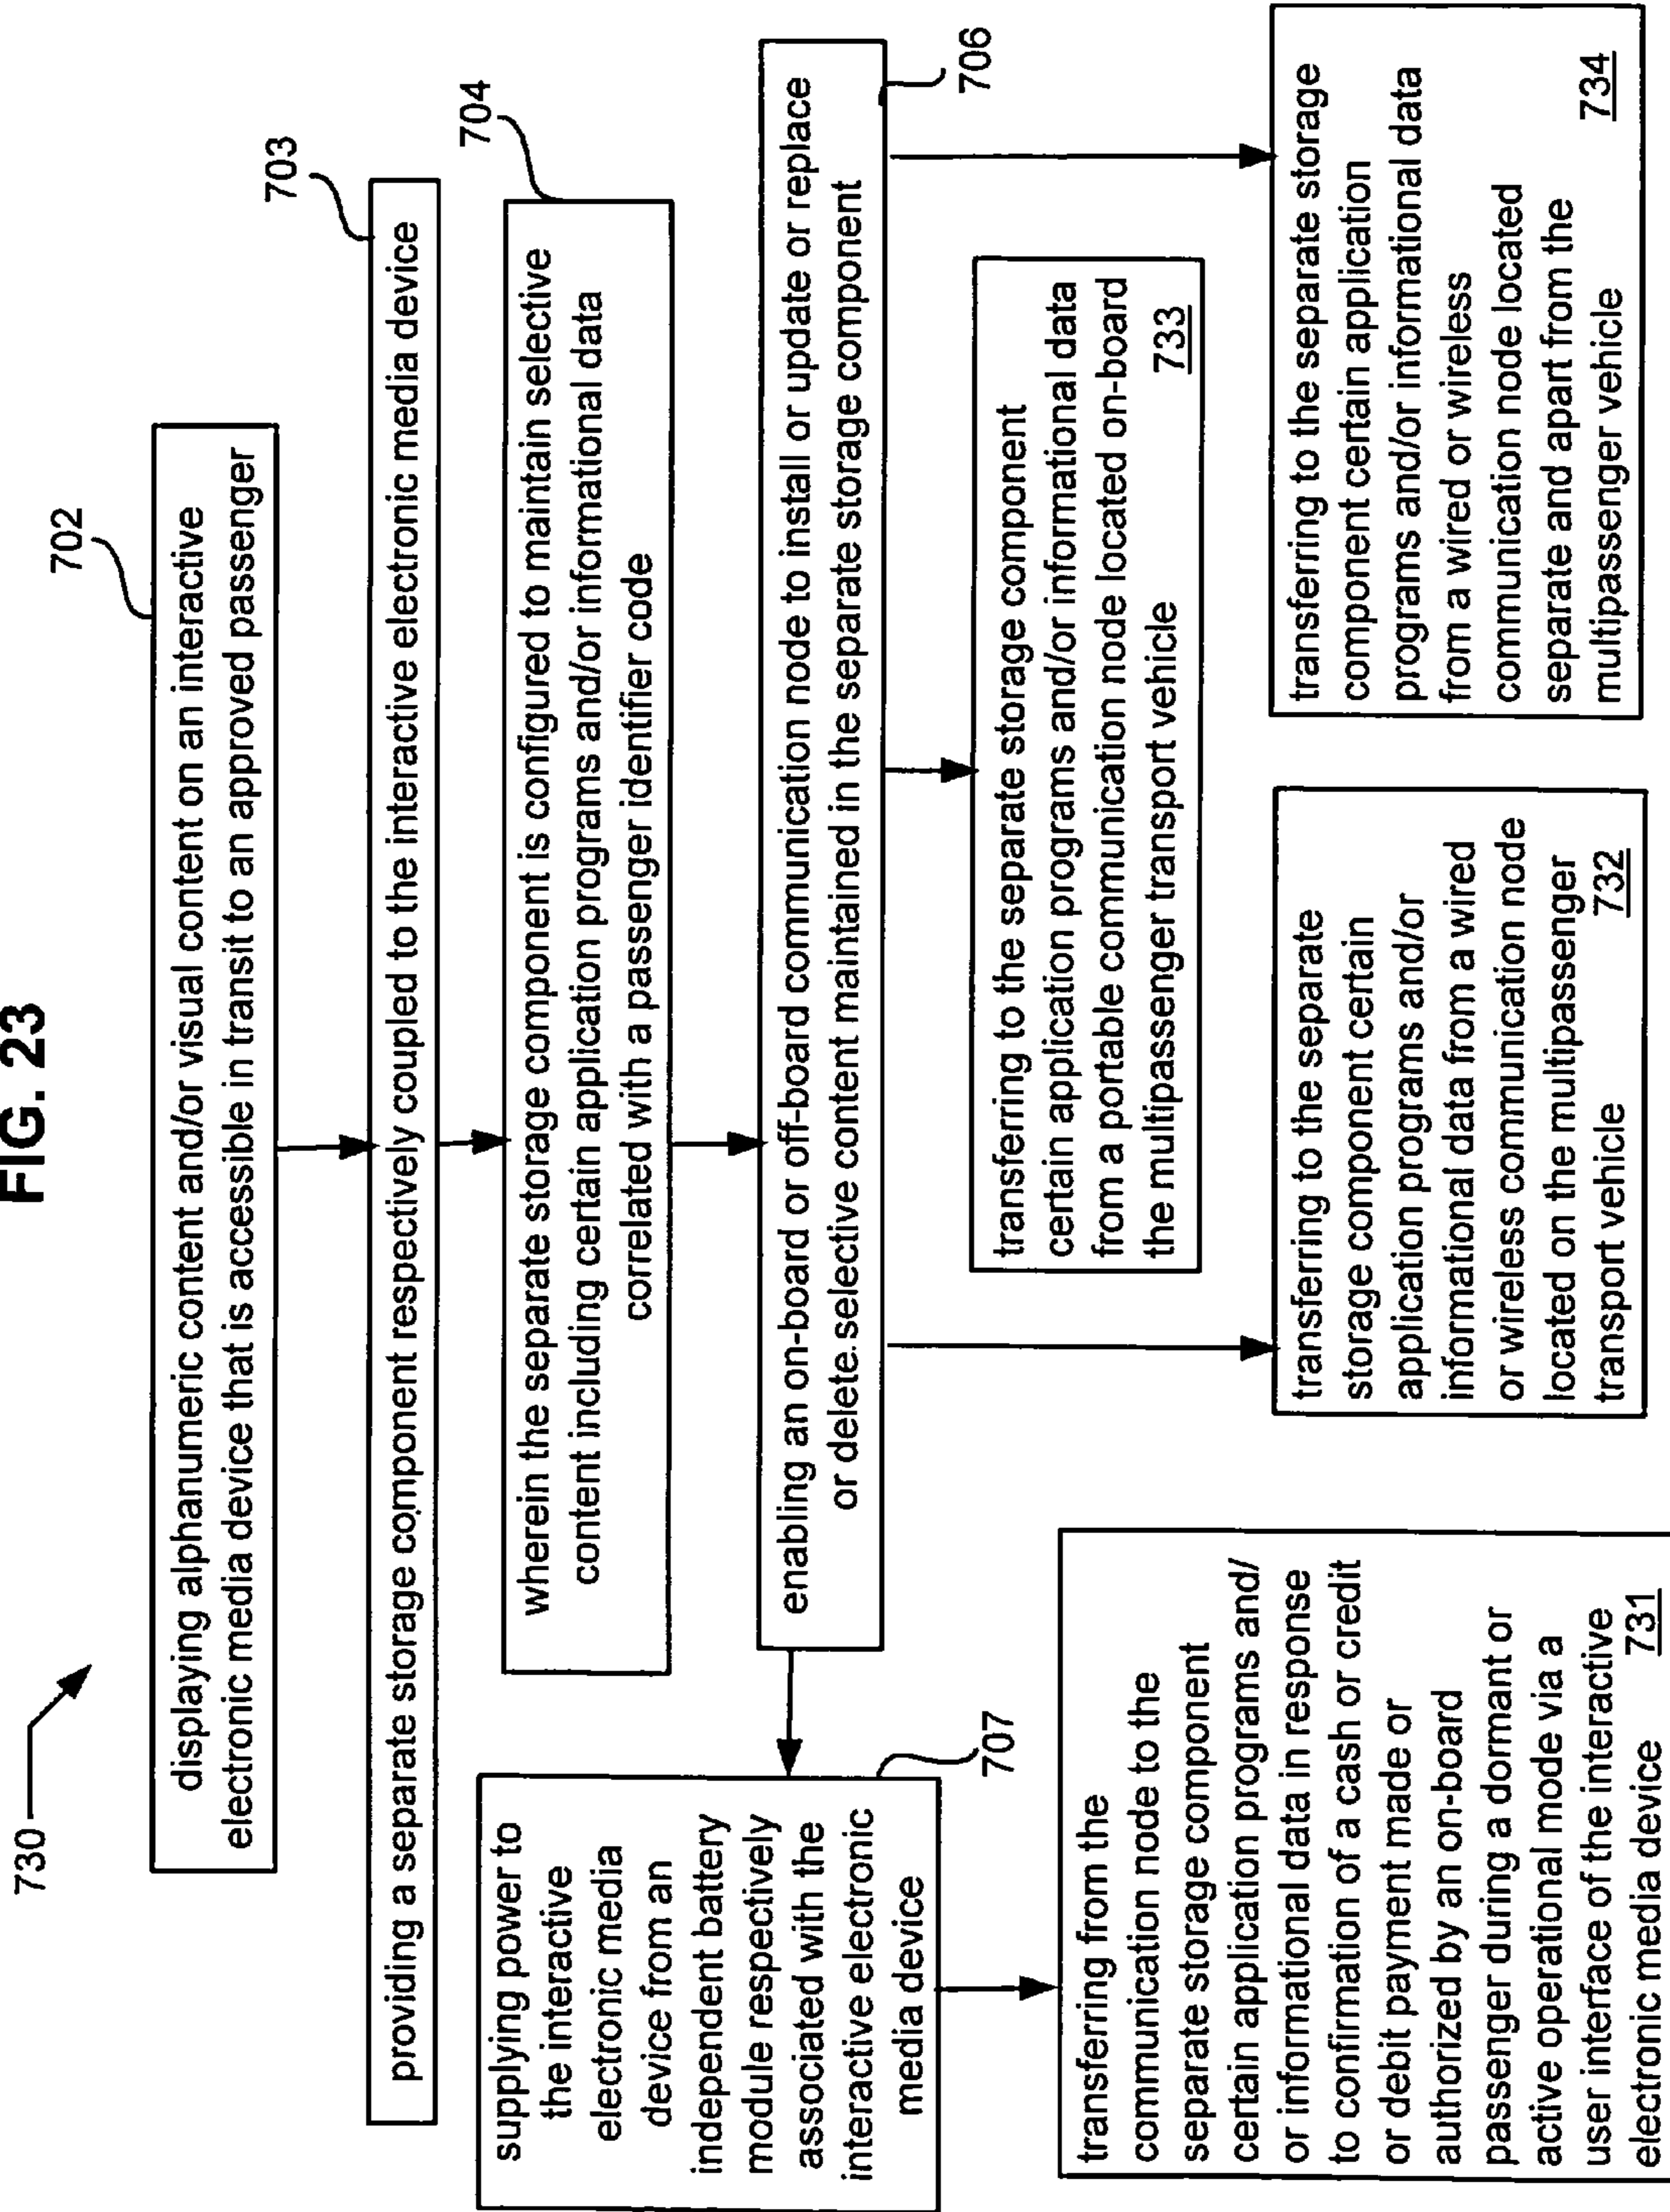 FIG. 23
730
702
displaying alphanumeric content and/or visual content on an interactive
electronic media device that is accessible in transit to an approved passenger
703
providing a separate storage component respectively coupled to the interactive electronic media device
704
wherein the separate storage component is configured to maintain selective
content including certain application programs and/or informational data
correlated with a passenger identifier code
706
enabling an on-board or off-board communication node to install or update or replace
or delete.selective content maintained in the separate storage component
supplying power to
the interactive
electronic media
device from an
independent battery
module respectively
associated with the
interactive electronic
media device
707
transferring from the
communication node to the
separate storage component
certain application programs and/
or informational data in response
to confirmation of a cash or credit
or debit payment made or
authorized by an on-board
passenger during a dormant or
active operational mode via a
user interface of the interactive
electronic media device 731
transferring to the separate
storage component certain
application programs and/or
informational data from a wired
or wireless communication node
located on the multipassenger
transport vehicle 732
transferring to the separate storage component
certain application programs and/or informational data
from a portable communication node located on-board
the multipassenger transport vehicle 733
transferring to the separate storage
component certain application
programs and/or informational data
from a wired or wireless
communication node located
separate and apart from the
multipassenger vehicle 734